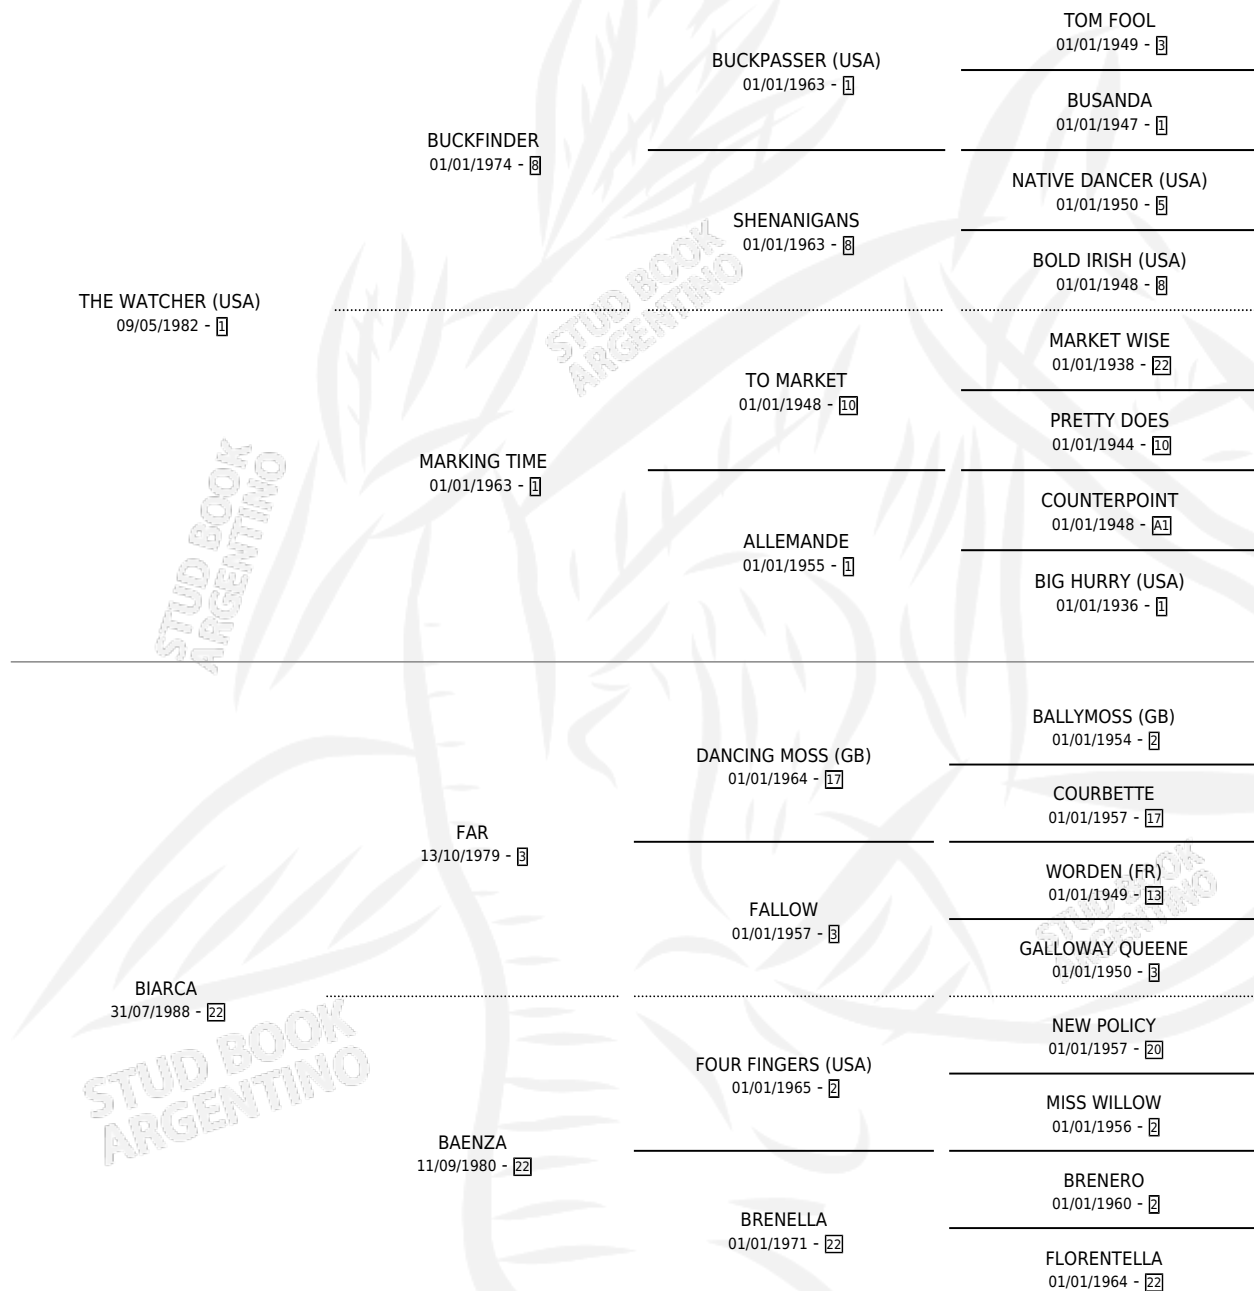 TOM FOOL
01/01/1949 - 3
BUCKPASSER (USA)
01/01/1963 - 1
BUSANDA
01/01/1947 - 1
BUCKFINDER
01/01/1974 - 8
NATIVE DANCER (USA)
01/01/1950 - 5
SHENANIGANS
01/01/1963 - 8
BOLD IRISH (USA)
01/01/1948 - 8
THE WATCHER (USA)
09/05/1982 - 1
MARKET WISE
01/01/1938 - 22
TO MARKET
01/01/1948 - 10
PRETTY DOES
01/01/1944 - 10
MARKING TIME
01/01/1963 - 1
COUNTERPOINT
01/01/1948 - A1
ALLEMANDE
01/01/1955 - 1
BIG HURRY (USA)
01/01/1936 - 1
BALLYMOSS (GB)
01/01/1954 - 2
DANCING MOSS (GB)
01/01/1964 - 17
COURBETTE
01/01/1957 - 17
FAR
13/10/1979 - 3
WORDEN (FR)
01/01/1949 - 13
FALLOW
01/01/1957 - 3
GALLOWAY QUEENE
01/01/1950 - 3
BIARCA
31/07/1988 - 22
NEW POLICY
01/01/1957 - 20
FOUR FINGERS (USA)
01/01/1965 - 2
MISS WILLOW
01/01/1956 - 2
BAENZA
11/09/1980 - 22
BRENERO
01/01/1960 - 2
BRENELLA
01/01/1971 - 22
FLORENTELLA
01/01/1964 - 22
STUD BOOK
ARGENTINO
STUD BOOK
ARGENTINO
STUD BOOK
ARGENTINO
STUD BOOK
ARGENTINO